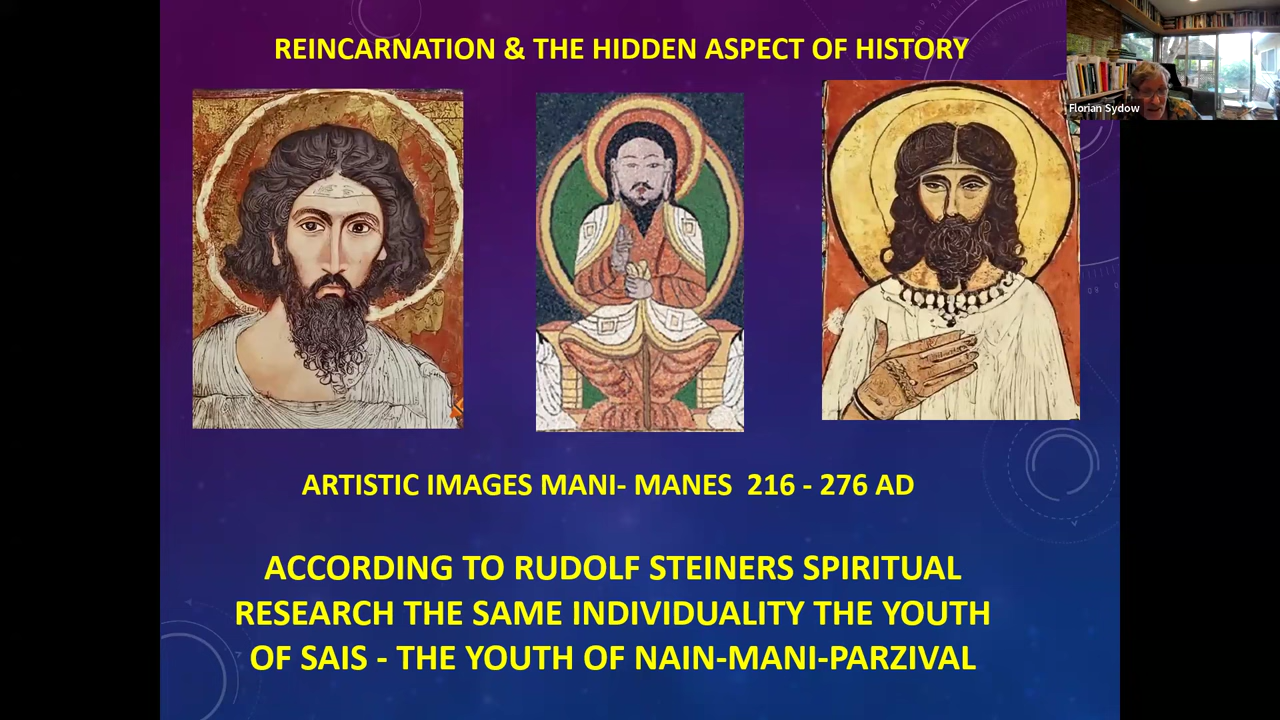 REINCARNATION & THE HIDDEN ASPECT OF HISTORY
Florian Sydow
ARTISTIC IMAGES MANI- MANES 216 - 276 AD
ACCORDING TO RUDOLF STEINERS SPIRITUAL
RESEARCH THE SAME INDIVIDUALITY THE YOUTH
OF SAIS - THE YOUTH OF NAIN-MANI-PARZIVAL